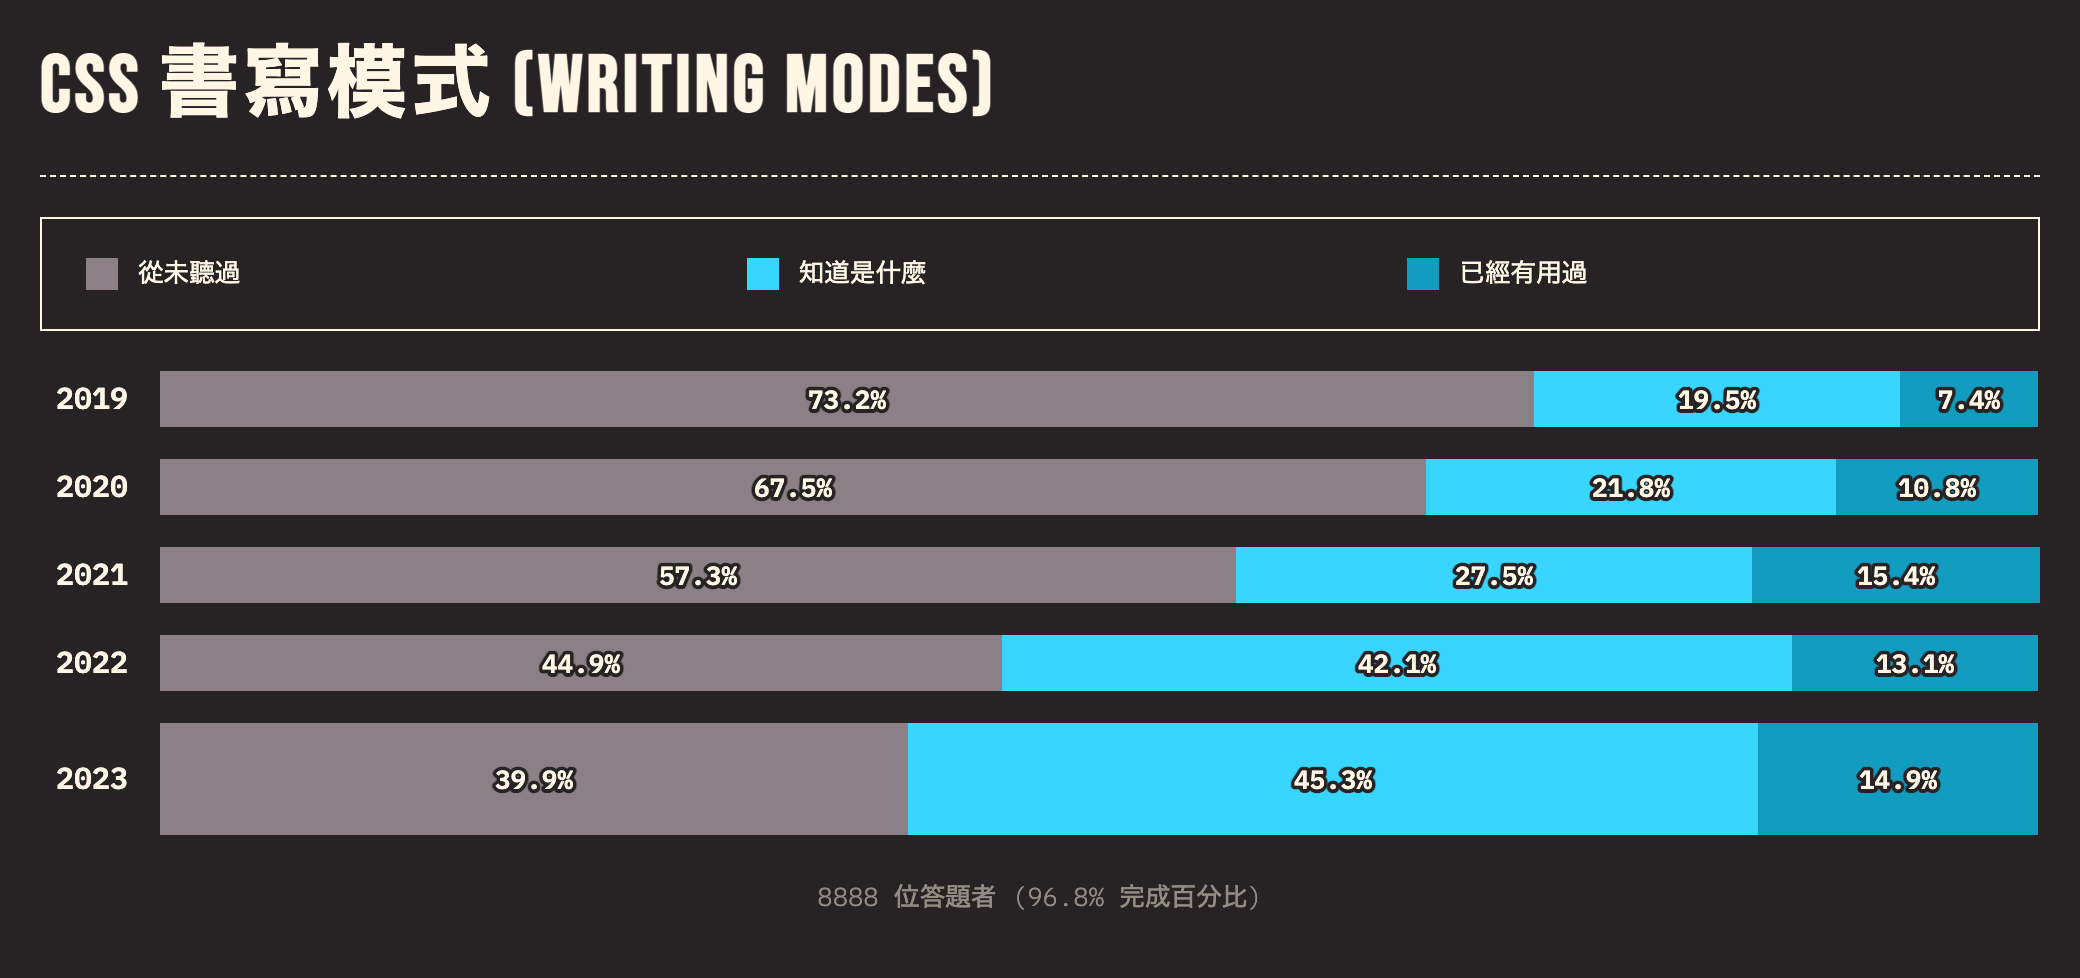 CSS 書寫模式 (WRITING MODES)
從未聽過 知道是什麼 已經有用過
2019 73.2% 19.5% 7.4%
2020 67.5% 21.8% 10.8%
2021 57.3% 27.5% 15.4%
2022 44.9% 42.1% 13.1%
2023 39.9% 45.3% 14.9%
8888 位答題者 (96.8% 完成百分比)